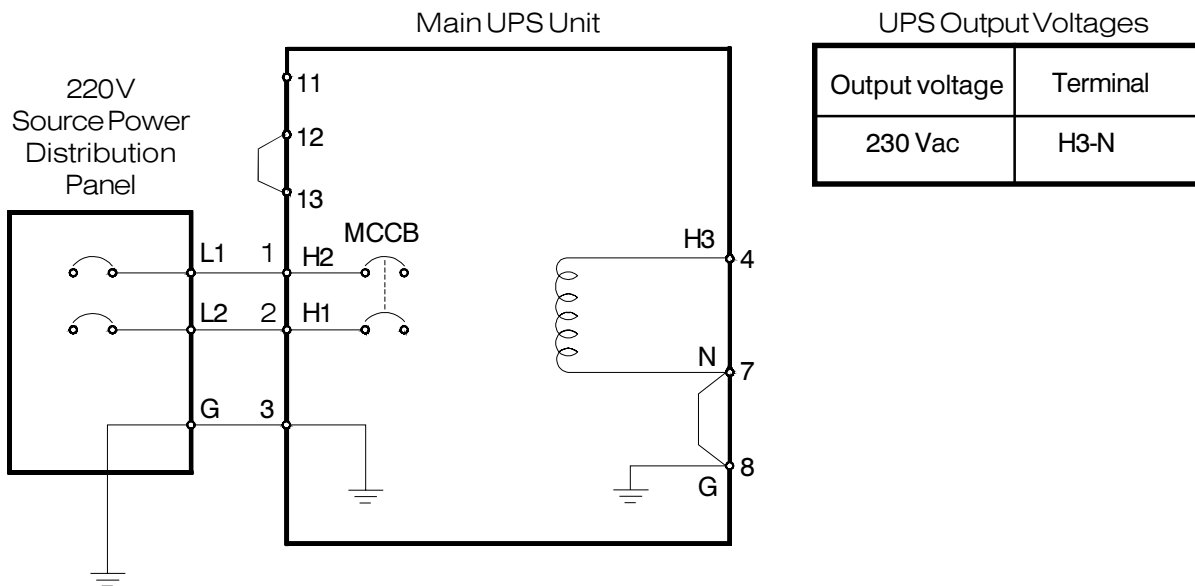 Main UPS Unit
UPS Output Voltages
220V
Source Power
Distribution
Panel
11
12
13
MCCB
L1 1 H2
L2 2 H1
G 3
H3 4
N 7
8
G
Output voltage Terminal
230 Vac H3-N